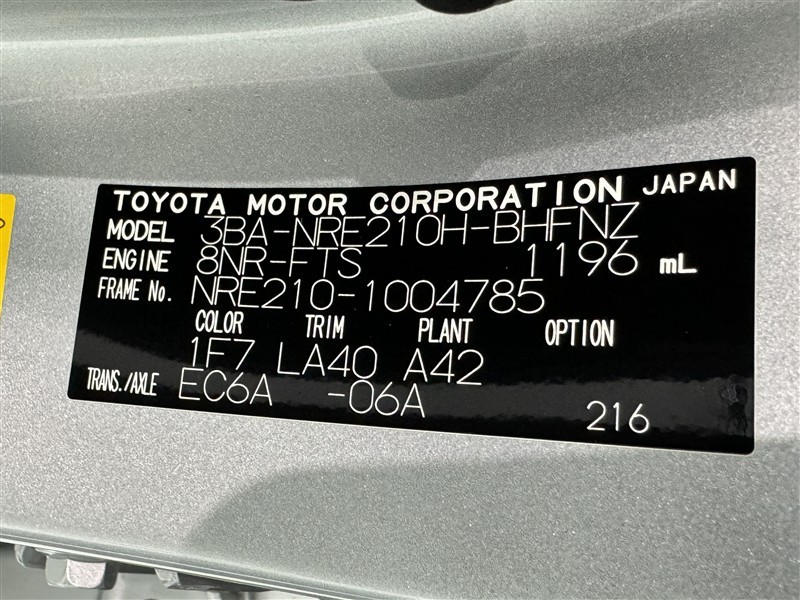 TOYOTA MOTOR CORPORATION JAPAN
MODEL 3BA-NRE210H-BHFNZ
ENGINE 8NR-FTS 1196 mL
FRAME No. NRE210-1004785
COLOR TRIM PLANT OPTION
1F7 LA40 A42
TRANS./AXLE EC6A -06A
216